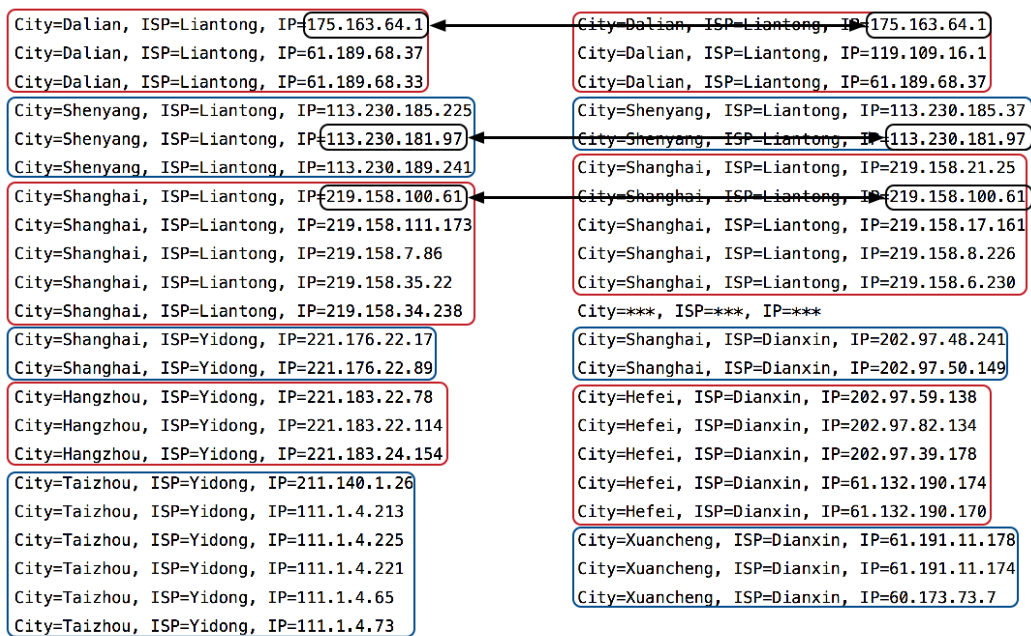 City=Dalian, ISP=Liantong, IP=175.163.64.1
City=Dalian, ISP=Liantong, IP=61.189.68.37
City=Dalian, ISP=Liantong, IP=61.189.68.33
City=Shenyang, ISP=Liantong, IP=113.230.185.225
City=Shenyang, ISP=Liantong, IP=113.230.181.97
City=Shenyang, ISP=Liantong, IP=113.230.189.241
City=Shanghai, ISP=Liantong, IP=219.158.100.61
City=Shanghai, ISP=Liantong, IP=219.158.111.173
City=Shanghai, ISP=Liantong, IP=219.158.7.86
City=Shanghai, ISP=Liantong, IP=219.158.35.22
City=Shanghai, ISP=Liantong, IP=219.158.34.238
City=Shanghai, ISP=Yidong, IP=221.176.22.17
City=Shanghai, ISP=Yidong, IP=221.176.22.89
City=Hangzhou, ISP=Yidong, IP=221.183.22.78
City=Hangzhou, ISP=Yidong, IP=221.183.22.114
City=Hangzhou, ISP=Yidong, IP=221.183.24.154
City=Taizhou, ISP=Yidong, IP=211.140.1.26
City=Taizhou, ISP=Yidong, IP=111.1.4.213
City=Taizhou, ISP=Yidong, IP=111.1.4.225
City=Taizhou, ISP=Yidong, IP=111.1.4.221
City=Taizhou, ISP=Yidong, IP=111.1.4.65
City=Taizhou, ISP=Yidong, IP=111.1.4.73
City=Dalian, ISP=Liantong, IP=175.163.64.1
City=Dalian, ISP=Liantong, IP=119.109.16.1
City=Dalian, ISP=Liantong, IP=61.189.68.37
City=Shenyang, ISP=Liantong, IP=113.230.185.37
City=Shenyang, ISP=Liantong, IP=113.230.181.97
City=Shanghai, ISP=Liantong, IP=219.158.21.25
City=Shanghai, ISP=Liantong, IP=219.158.100.61
City=Shanghai, ISP=Liantong, IP=219.158.17.161
City=Shanghai, ISP=Liantong, IP=219.158.8.226
City=Shanghai, ISP=Liantong, IP=219.158.6.230
City=***, ISP=***, IP=***
City=Shanghai, ISP=Dianxin, IP=202.97.48.241
City=Shanghai, ISP=Dianxin, IP=202.97.50.149
City=Hefei, ISP=Dianxin, IP=202.97.59.138
City=Hefei, ISP=Dianxin, IP=202.97.82.134
City=Hefei, ISP=Dianxin, IP=202.97.39.178
City=Hefei, ISP=Dianxin, IP=61.132.190.174
City=Hefei, ISP=Dianxin, IP=61.132.190.170
City=Xuancheng, ISP=Dianxin, IP=61.191.11.178
City=Xuancheng, ISP=Dianxin, IP=61.191.11.174
City=Xuancheng, ISP=Dianxin, IP=60.173.73.7